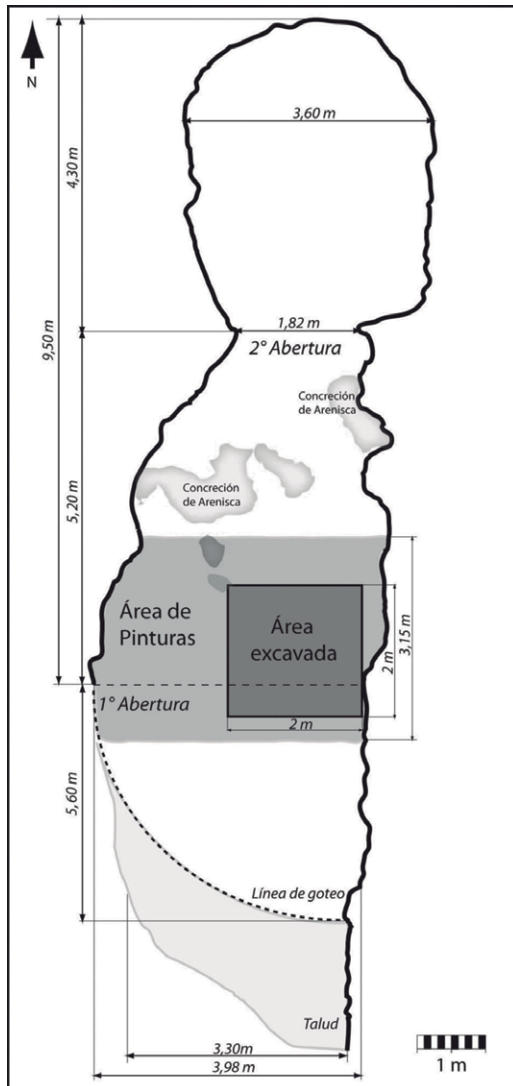 N
3,60 m
4,30 m
9,50 m
1,82 m
2° Abertura
Concreción
de Arenisca
5,20 m
Concreción
de Arenisca
Área de
Pinturas
Área
excavada
2 m
3,15 m
1° Abertura
2 m
5,60 m
Línea de goteo
Talud
3,30m
3,98 m
1 m